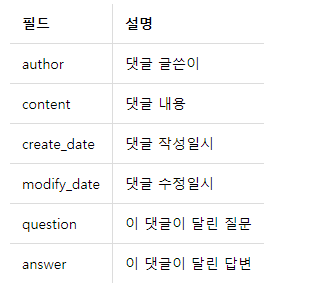 필드 설명
author 댓글 글쓴이
content 댓글 내용
create_date 댓글 작성일시
modify_date 댓글 수정일시
question 이 댓글이 달린 질문
answer 이 댓글이 달린 답변